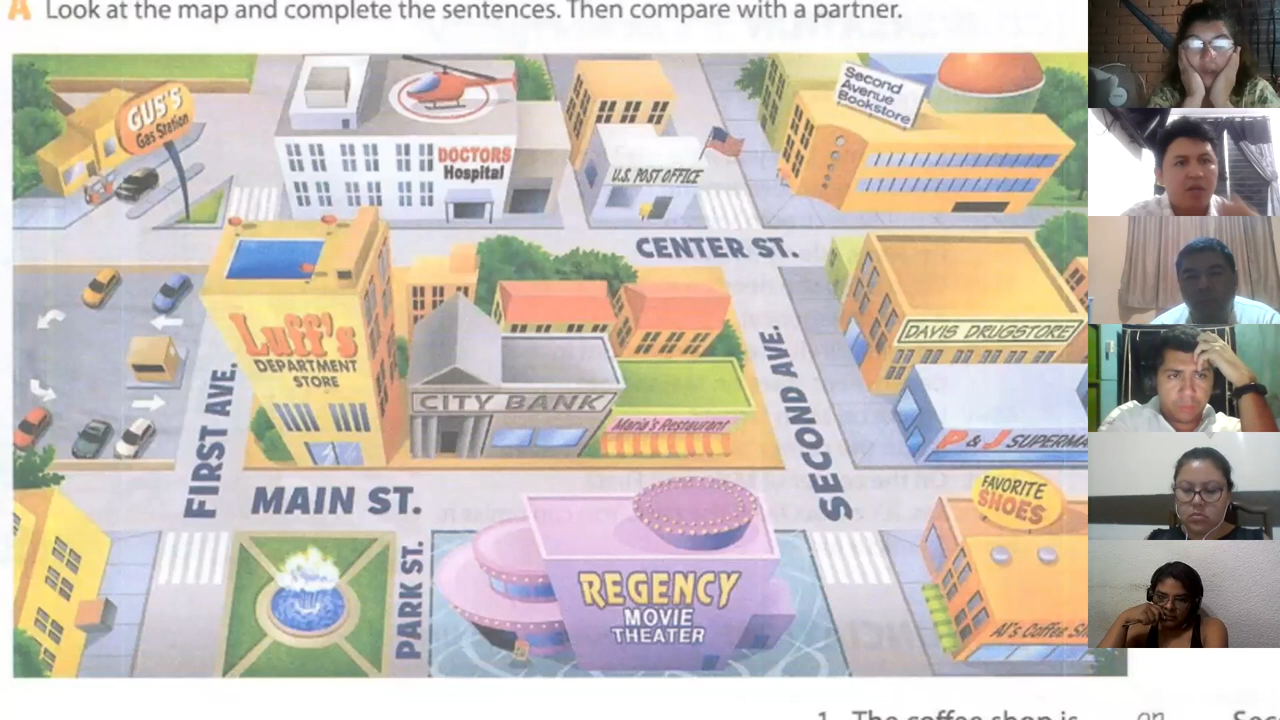 A Look at the map and complete the sentences. Then compare with a partner.
GUS'S
Gas Station
DOCTORS
Hospital
U.S. POST OFFICE
Second
Avenue
Bookstore
CENTER ST.
Luff's
DEPARTMENT
STORE
CITY BANK
Maria's Restaurant
DAVIS DRUGSTORE
P & J SUPERMA
FIRST AVE.
SECOND AVE.
MAIN ST.
PARK ST.
REGENCY
MOVIE
THEATER
FAVORITE
SHOES
Al's Coffee Sh
1. The coffee shop is on Sec